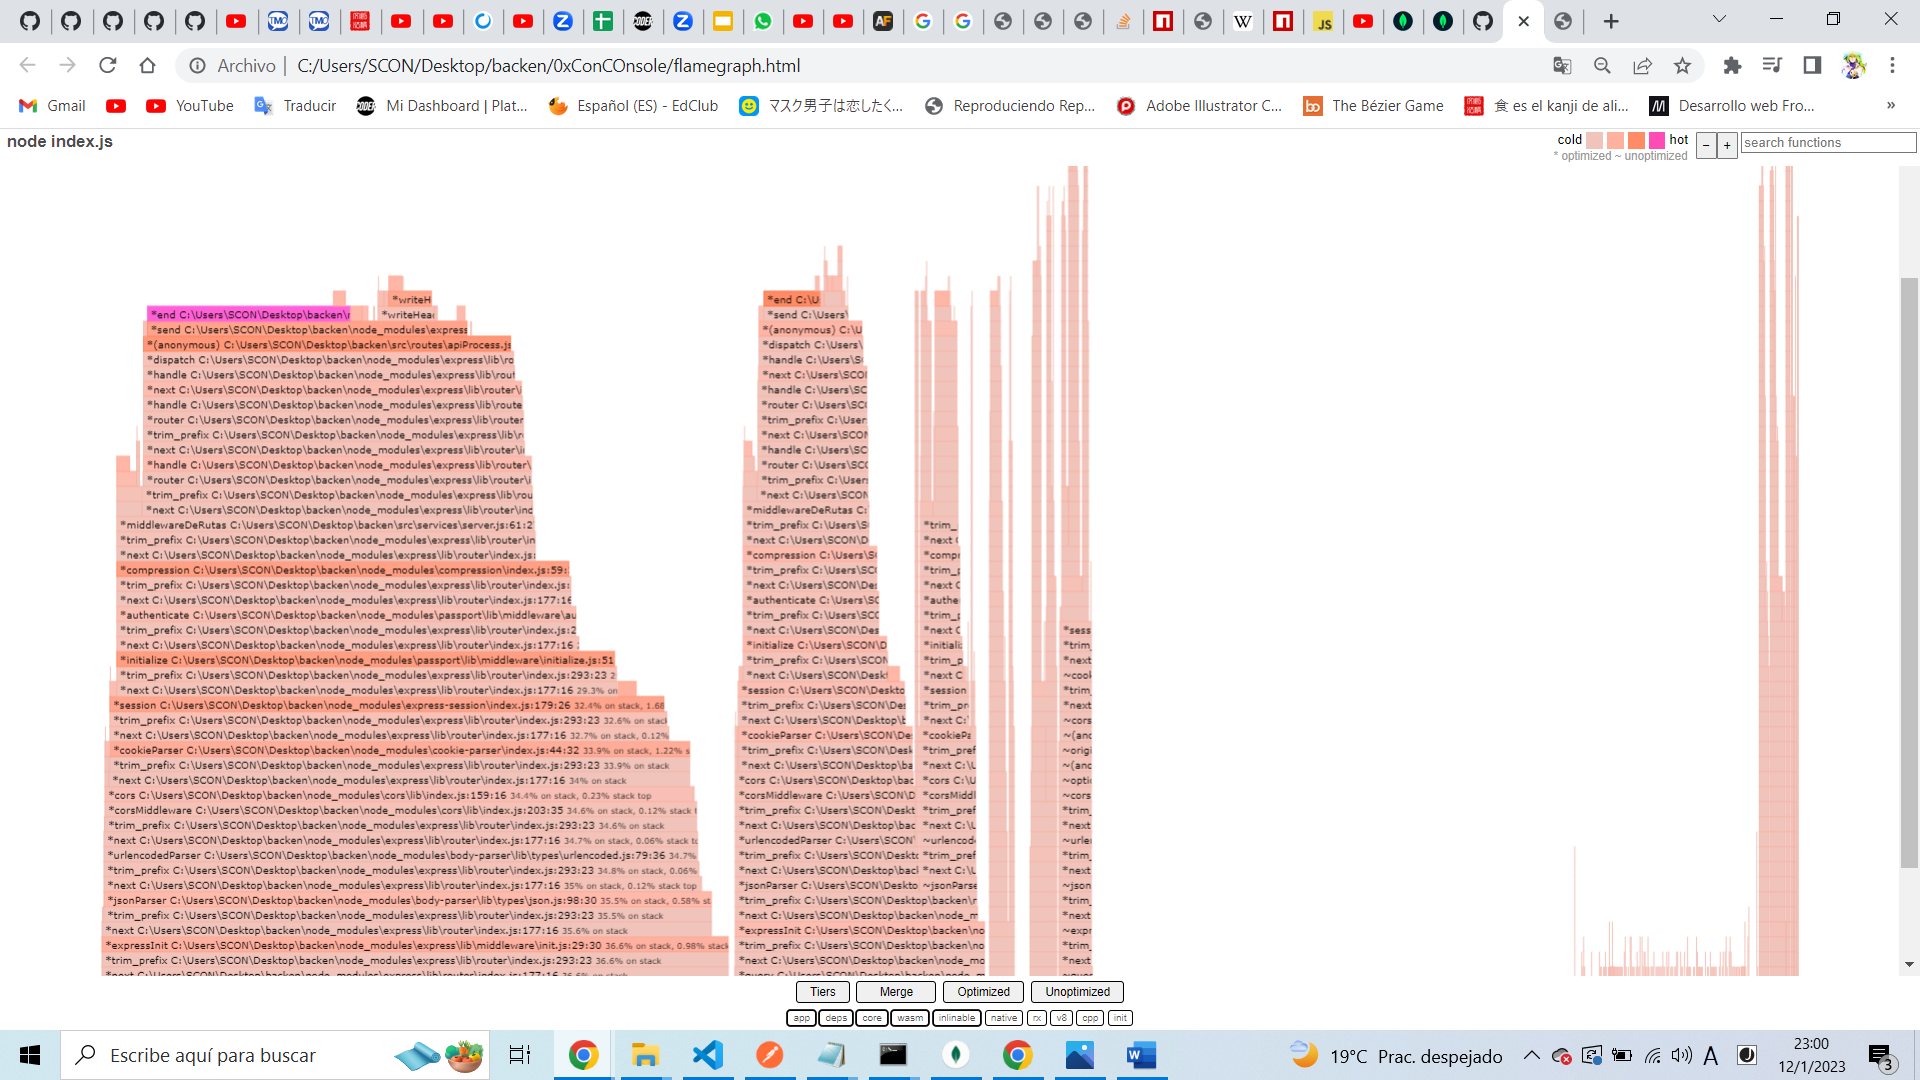 Archivo
C:/Users/SCON/Desktop/backen/0xConCOnsole/flamegraph.html
Gmail
YouTube
Traducir
Mi Dashboard | Plat...
Español (ES) - EdClub
マスク男子は恋したく...
Reproduciendo Rep...
Adobe Illustrator C...
The Bézier Game
食 es el kanji de ali...
Desarrollo web Fro...
»
node index.js
cold
hot
* optimized ~ unoptimized
−
+
search functions
*writeH
*end C:\Users\SCON\Desktop\backen\r
*writeHead
*send C:\Users\SCON\Desktop\backen\node_modules\express
*(anonymous) C:\Users\SCON\Desktop\backen\src\routes\apiProcess.js
*dispatch C:\Users\SCON\Desktop\backen\node_modules\express\lib\ro
*handle C:\Users\SCON\Desktop\backen\node_modules\express\lib\rout
*next C:\Users\SCON\Desktop\backen\node_modules\express\lib\router\i
*handle C:\Users\SCON\Desktop\backen\node_modules\express\lib\route
*router C:\Users\SCON\Desktop\backen\node_modules\express\lib\router
*trim_prefix C:\Users\SCON\Desktop\backen\node_modules\express\lib\r
*next C:\Users\SCON\Desktop\backen\node_modules\express\lib\router\i
*handle C:\Users\SCON\Desktop\backen\node_modules\express\lib\router\
*router C:\Users\SCON\Desktop\backen\node_modules\express\lib\router\i
*trim_prefix C:\Users\SCON\Desktop\backen\node_modules\express\lib\rou
*next C:\Users\SCON\Desktop\backen\node_modules\express\lib\router\ind
*middlewareDeRutas C:\Users\SCON\Desktop\backen\src\services\server.js:61:2
*trim_prefix C:\Users\SCON\Desktop\backen\node_modules\express\lib\router\in
*next C:\Users\SCON\Desktop\backen\node_modules\express\lib\router\index.js:
*compression C:\Users\SCON\Desktop\backen\node_modules\compression\index.js:59:
*trim_prefix C:\Users\SCON\Desktop\backen\node_modules\express\lib\router\index.js:
*next C:\Users\SCON\Desktop\backen\node_modules\express\lib\router\index.js:177:16
*authenticate C:\Users\SCON\Desktop\backen\node_modules\passport\lib\middleware\au
*trim_prefix C:\Users\SCON\Desktop\backen\node_modules\express\lib\router\index.js:2
*next C:\Users\SCON\Desktop\backen\node_modules\express\lib\router\index.js:177:16
*initialize C:\Users\SCON\Desktop\backen\node_modules\passport\lib\middleware\initialize.js:51
*trim_prefix C:\Users\SCON\Desktop\backen\node_modules\express\lib\router\index.js:293:23 2
*next C:\Users\SCON\Desktop\backen\node_modules\express\lib\router\index.js:177:16 29.3% on
*session C:\Users\SCON\Desktop\backen\node_modules\express-session\index.js:179:26 32.4% on stack, 1.68
*trim_prefix C:\Users\SCON\Desktop\backen\node_modules\express\lib\router\index.js:293:23 32.6% on stack
*next C:\Users\SCON\Desktop\backen\node_modules\express\lib\router\index.js:177:16 32.7% on stack, 0.12%
*cookieParser C:\Users\SCON\Desktop\backen\node_modules\cookie-parser\index.js:44:32 33.9% on stack, 1.22% s
*trim_prefix C:\Users\SCON\Desktop\backen\node_modules\express\lib\router\index.js:293:23 33.9% on stack
*next C:\Users\SCON\Desktop\backen\node_modules\express\lib\router\index.js:177:16 34% on stack
*cors C:\Users\SCON\Desktop\backen\node_modules\cors\lib\index.js:159:16 34.4% on stack, 0.23% stack top
*corsMiddleware C:\Users\SCON\Desktop\backen\node_modules\cors\lib\index.js:203:35 34.6% on stack, 0.12% stack t
*trim_prefix C:\Users\SCON\Desktop\backen\node_modules\express\lib\router\index.js:293:23 34.6% on stack
*next C:\Users\SCON\Desktop\backen\node_modules\express\lib\router\index.js:177:16 34.7% on stack, 0.06% stack to
*urlencodedParser C:\Users\SCON\Desktop\backen\node_modules\body-parser\lib\types\urlencoded.js:79:36 34.7%
*trim_prefix C:\Users\SCON\Desktop\backen\node_modules\express\lib\router\index.js:293:23 34.8% on stack, 0.06%
*next C:\Users\SCON\Desktop\backen\node_modules\express\lib\router\index.js:177:16 35% on stack, 0.12% stack top
*jsonParser C:\Users\SCON\Desktop\backen\node_modules\body-parser\lib\types\json.js:98:30 35.5% on stack, 0.58% st
*trim_prefix C:\Users\SCON\Desktop\backen\node_modules\express\lib\router\index.js:293:23 35.5% on stack
*next C:\Users\SCON\Desktop\backen\node_modules\express\lib\router\index.js:177:16 35.6% on stack
*expressInit C:\Users\SCON\Desktop\backen\node_modules\express\lib\middleware\init.js:29:30 36.6% on stack, 0.98% stack
*trim_prefix C:\Users\SCON\Desktop\backen\node_modules\express\lib\router\index.js:293:23 36.6% on stack
*next C:\Users\SCON\Desktop\backen\node_modules\express\lib\router\index.js:177:16 36.6% on stack
*end C:\U
*send C:\Users\
*(anonymous) C:\U
*dispatch C:\Users\
*handle C:\Users\S
*next C:\Users\SCO
*handle C:\Users\SC
*router C:\Users\SC
*trim_prefix C:\User
*next C:\Users\SCON
*handle C:\Users\SC
*router C:\Users\SC
*trim_prefix C:\User
*next C:\Users\SCON
*middlewareDeRutas C:
*trim_prefix C:\Users\S
*next C:\Users\SCON\D
*compression C:\Users\S
*trim_prefix C:\Users\SC
*next C:\Users\SCON\De
*authenticate C:\Users\S
*trim_prefix C:\Users\SC
*next C:\Users\SCON\Des
*initialize C:\Users\SCON\D
*trim_prefix C:\Users\SCON
*next C:\Users\SCON\Desk
*session C:\Users\SCON\Deskto
*trim_prefix C:\Users\SCON\Des
*next C:\Users\SCON\Desktop\b
*cookieParser C:\Users\SCON\De
*trim_prefix C:\Users\SCON\Desk
*next C:\Users\SCON\Desktop\b
*cors C:\Users\SCON\Desktop\bac
*corsMiddleware C:\Users\SCON\D
*trim_prefix C:\Users\SCON\Deskt
*next C:\Users\SCON\Desktop\bac
*urlencodedParser C:\Users\SCON
*trim_prefix C:\Users\SCON\Deskt
*next C:\Users\SCON\Desktop\bac
*jsonParser C:\Users\SCON\Deskto
*trim_prefix C:\Users\SCON\Desktop\backen\r
*next C:\Users\SCON\Desktop\backen\node_m
*expressInit C:\Users\SCON\Desktop\backen\no
*trim_prefix C:\Users\SCON\Desktop\backen\no
*next C:\Users\SCON\Desktop\backen\node_mo
*query C:\Users\SCON\Desktop\backen\node_m
*trim_
*next (
*compr
*trim_
*next C
*authe
*trim_
*next C
*initiali
*trim_p
*next C
*session
*trim_pr
*next C:\
*cookiePa
*trim_pref
*next C:\U
*cors C:\U
*corsMiddl
*trim_pref
*next C:\U
~urlencod
*trim_pref
*next C:\U
~jsonParse
*sess
*trim_
*next
~cook
*trim_
*next
~cors
~(ano
~origi
~(ano
~optio
~cors
*trim_
*next
~urle
*trim_
*next
~json
*trim_
*next
~expr
*trim_
*next
Tiers
Merge
Optimized
Unoptimized
app
deps
core
wasm
inlinable
native
rx
v8
cpp
init
Escribe aquí para buscar
19°C Prac. despejado
23:00
12/1/2023
3